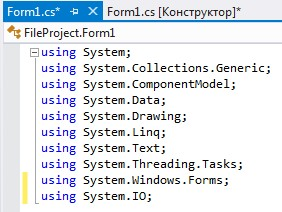 Form1.cs* Form1.cs [Конструктор]*
FileProject.Form1
using System;
using System.Collections.Generic;
using System.ComponentModel;
using System.Data;
using System.Drawing;
using System.Linq;
using System.Text;
using System.Threading.Tasks;
using System.Windows.Forms;
using System.IO;